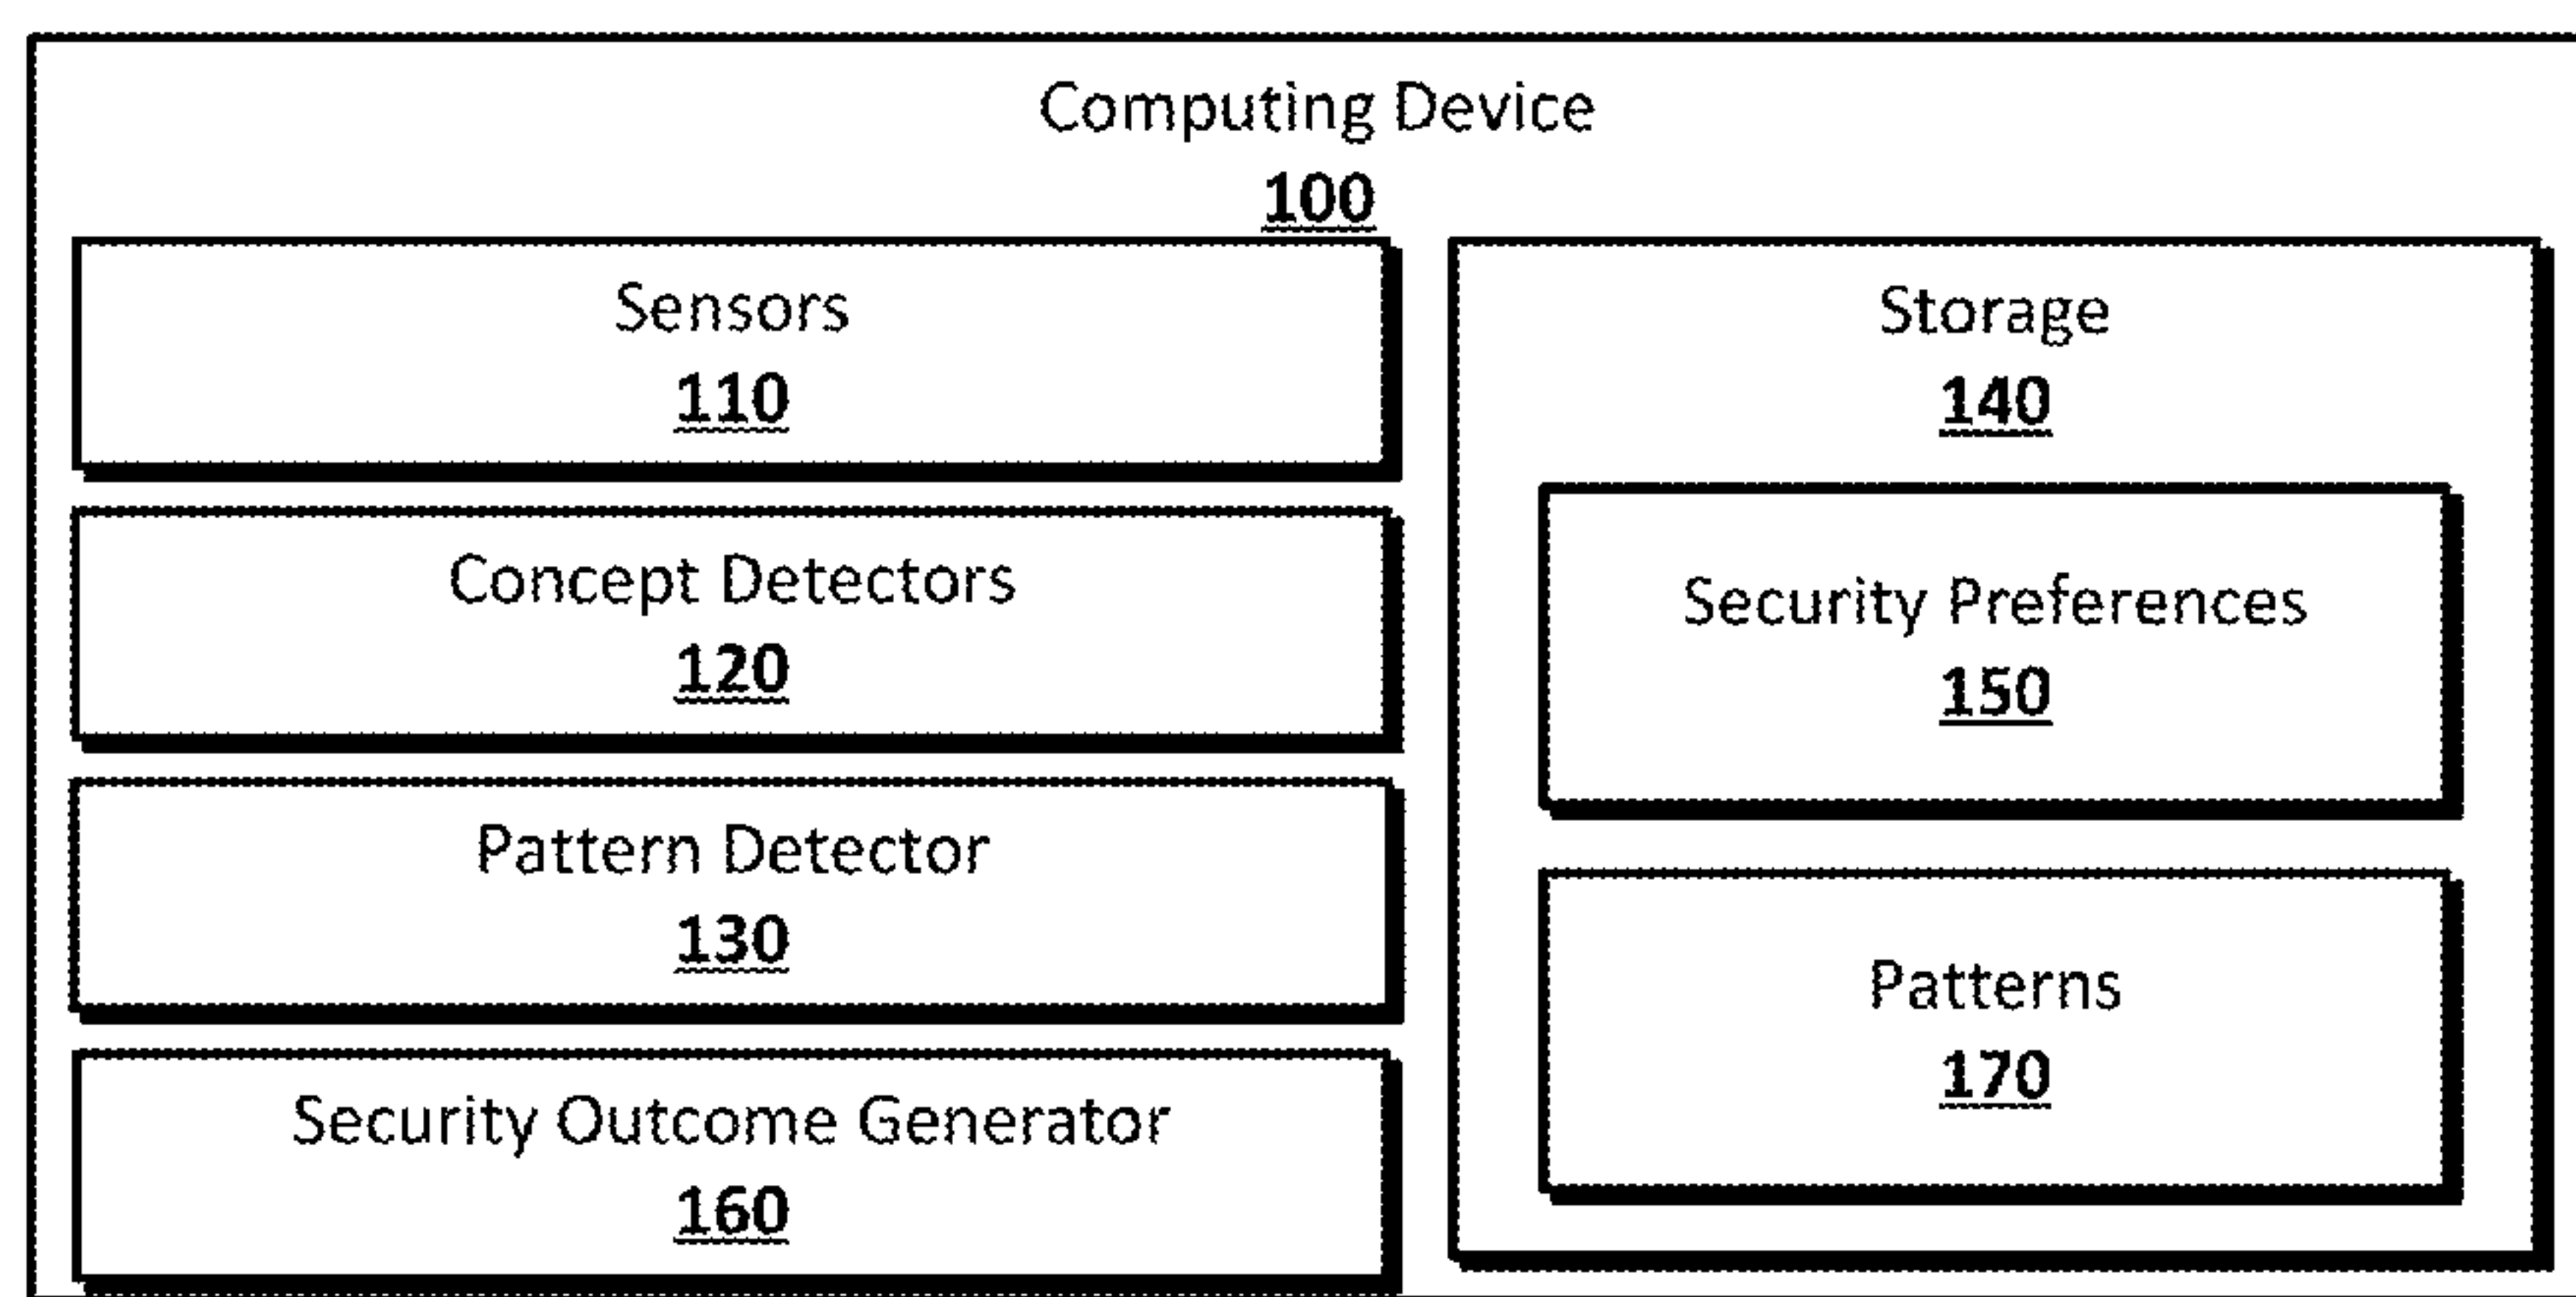 Computing Device
100
Sensors
110
Concept Detectors
120
Pattern Detector
130
Security Outcome Generator
160
Storage
140
Security Preferences
150
Patterns
170